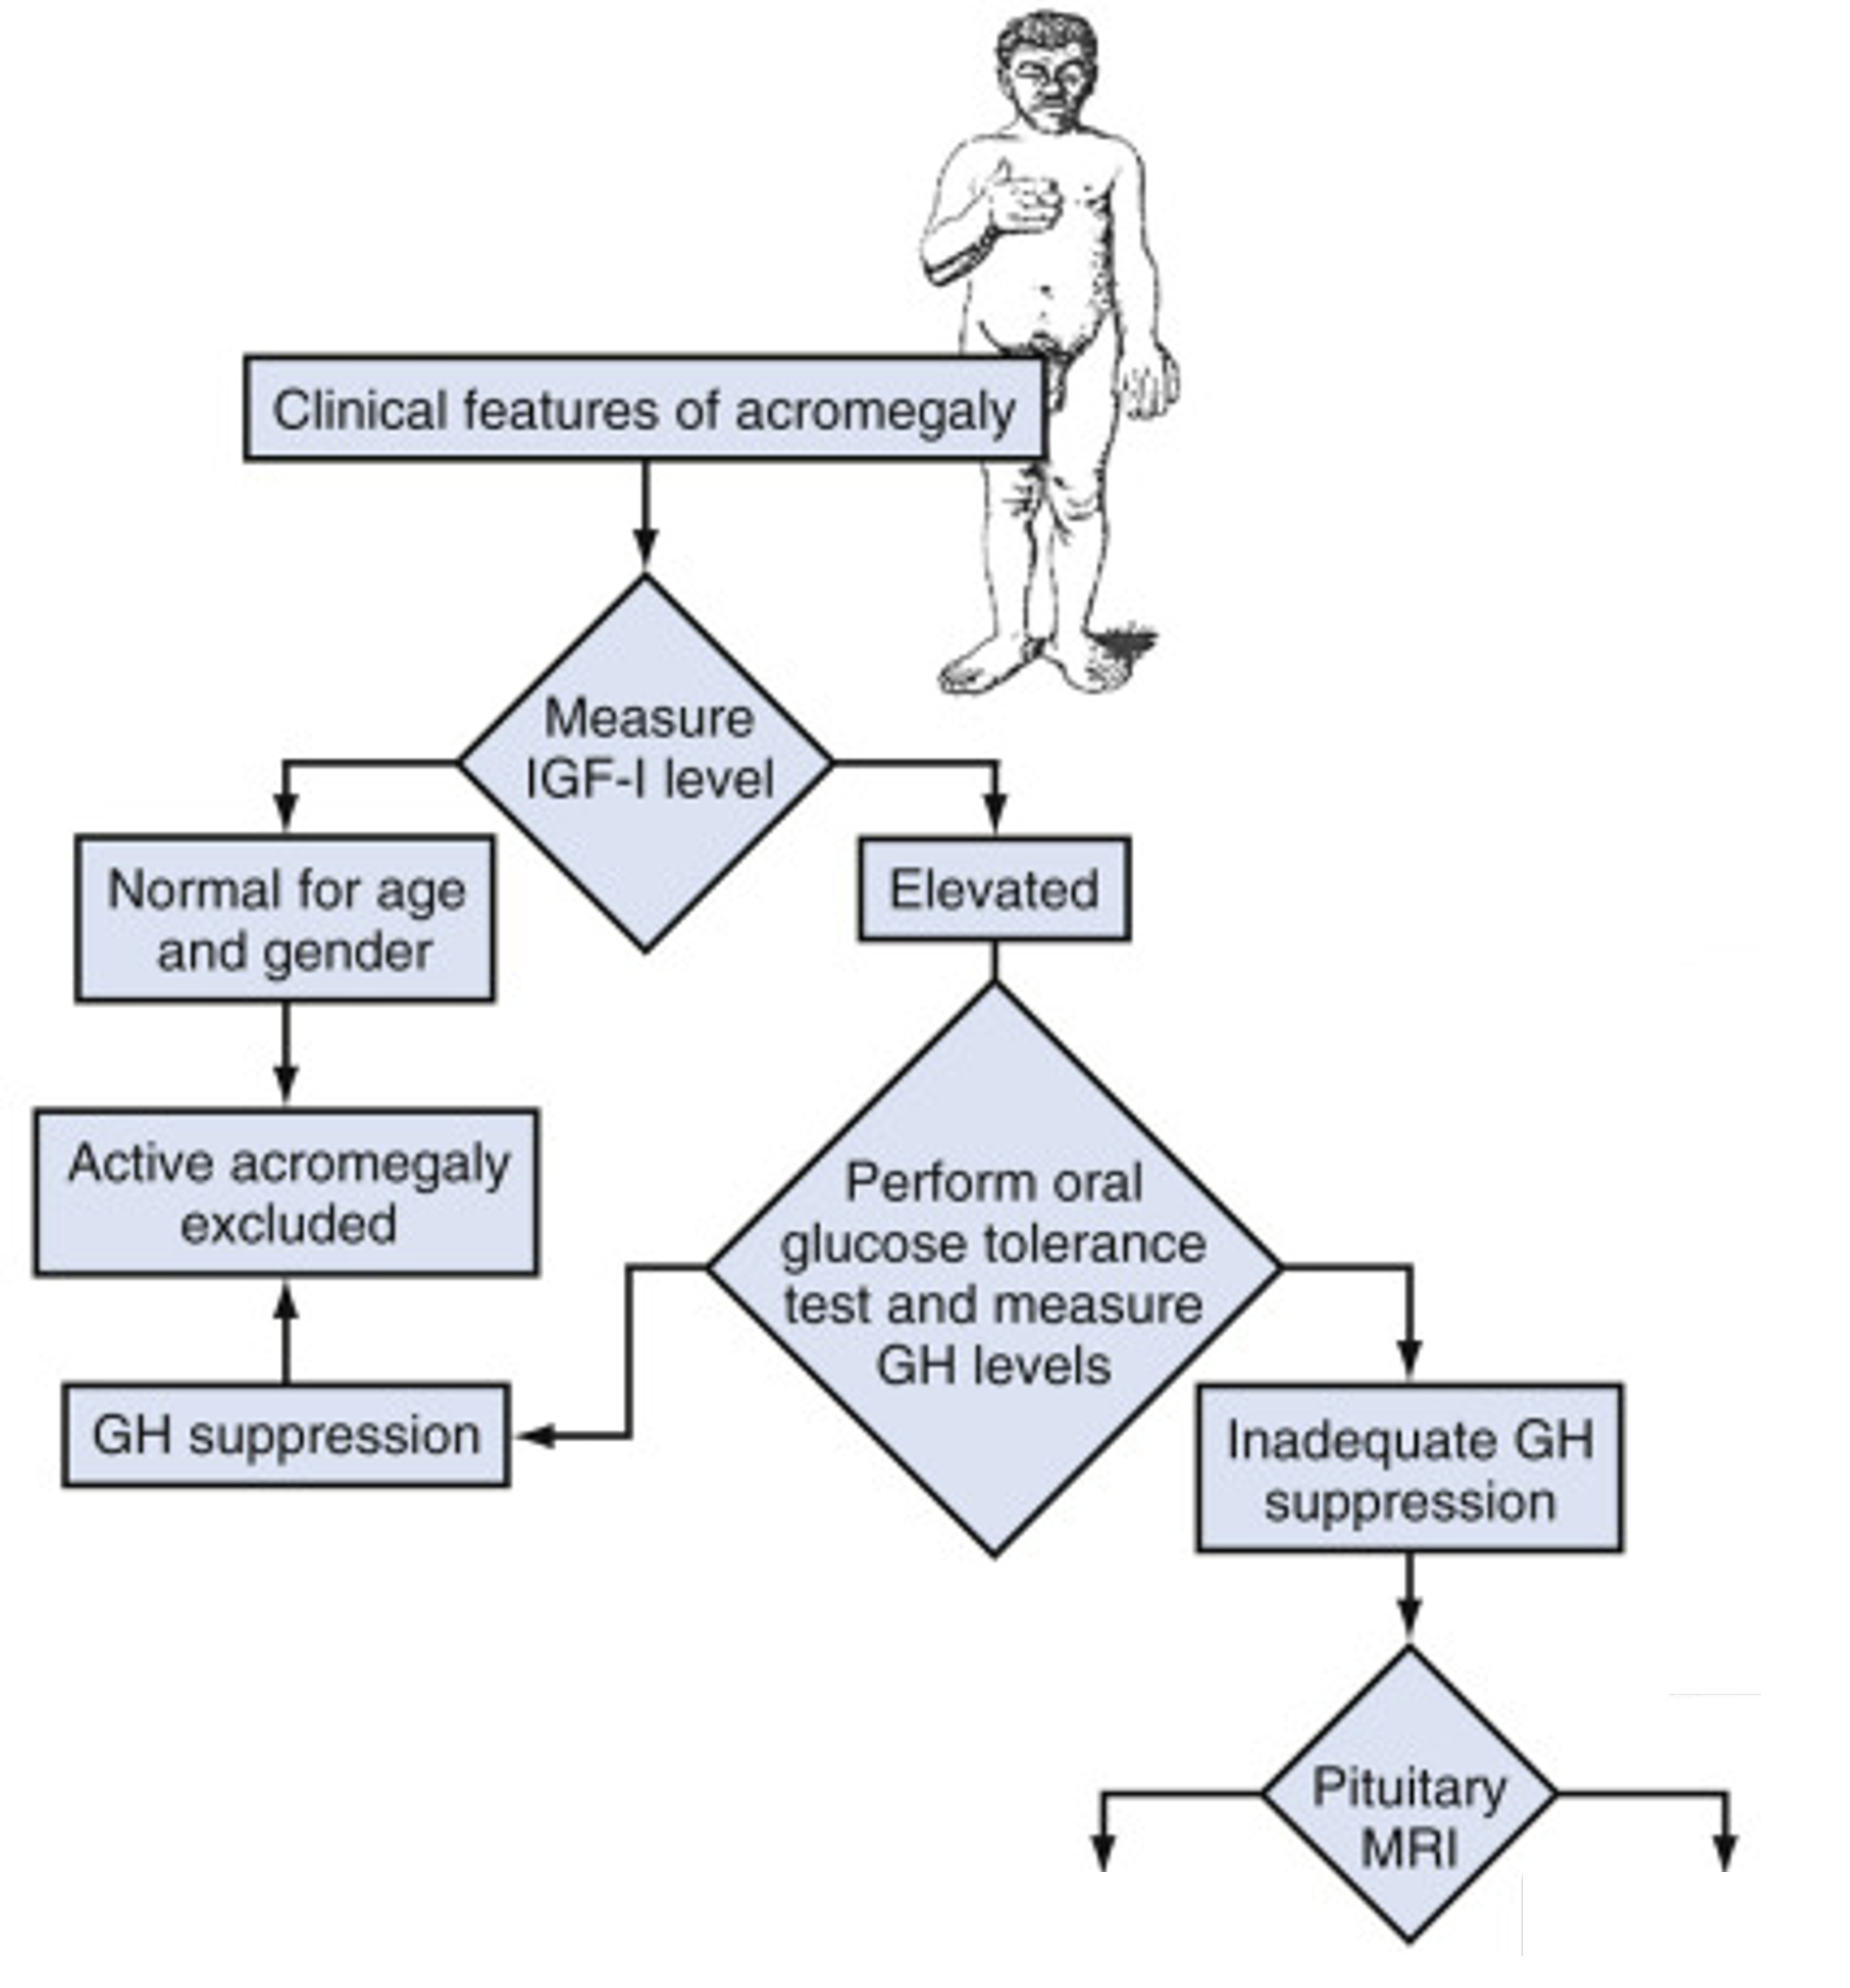 Clinical features of acromegaly
Measure
IGF-I level
Normal for age
and gender
Elevated
Active acromegaly
excluded
Perform oral
glucose tolerance
test and measure
GH levels
GH suppression
Inadequate GH
suppression
Pituitary
MRI